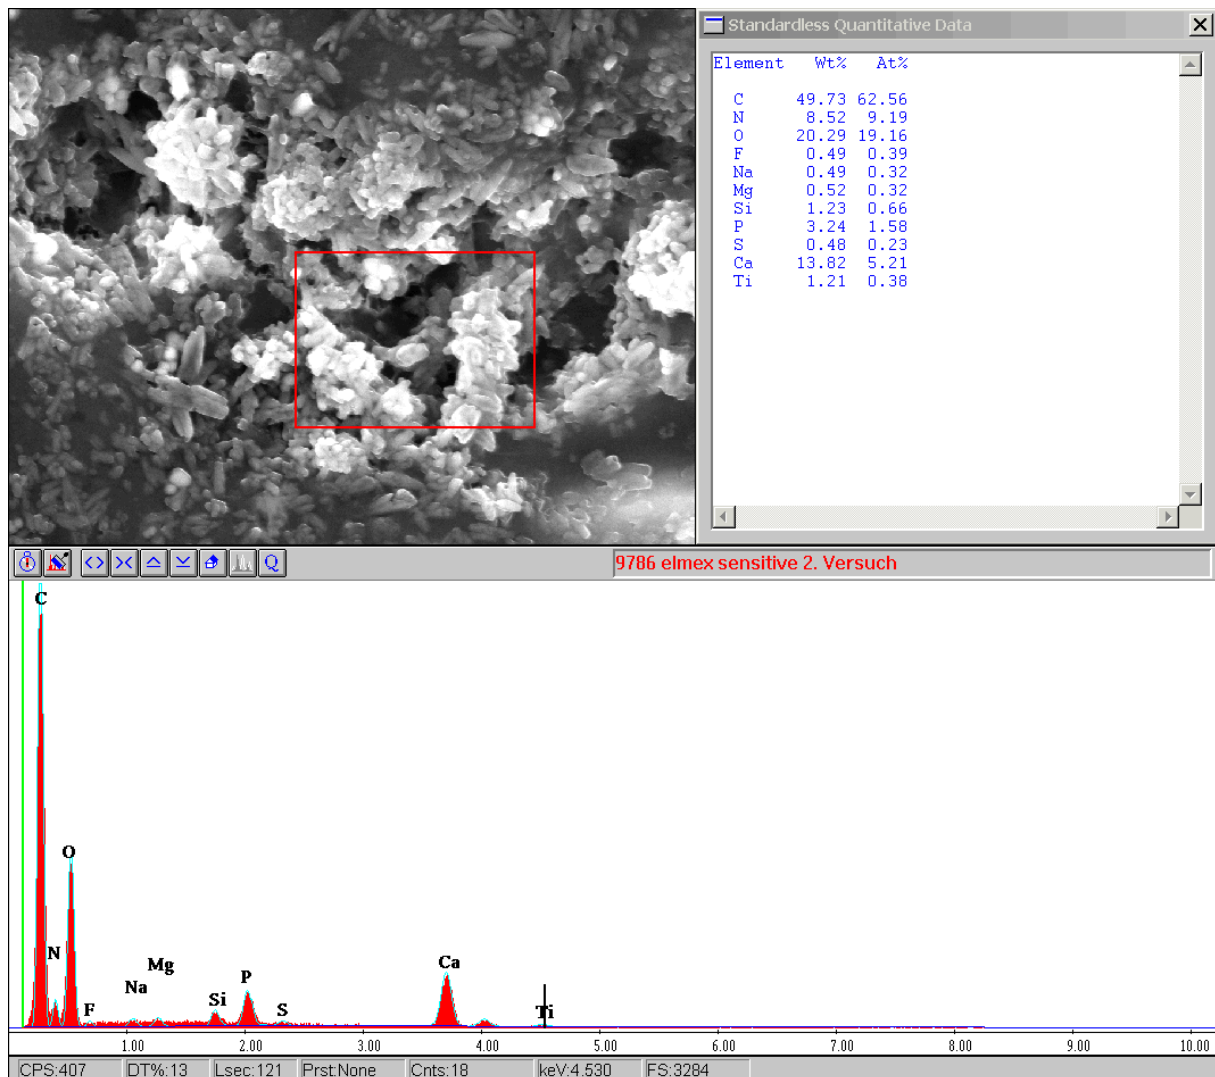 Standardless Quantitative Data
Element Wt% At%
C 49.73 62.56
N 8.52 9.19
O 20.29 19.16
F 0.49 0.39
Na 0.49 0.32
Mg 0.52 0.32
Si 1.23 0.66
P 3.24 1.58
S 0.48 0.23
Ca 13.82 5.21
Ti 1.21 0.38
Q
9786 elmex sensitive 2. Versuch
C
O
N
F
Na
Mg
Si
P
S
Ca
Ti
1.00 2.00 3.00 4.00 5.00 6.00 7.00 8.00 9.00 10.00
CPS:407 DT%:13 Lsec:121 Prst:None Cnts:18 keV:4.530 FS:3284